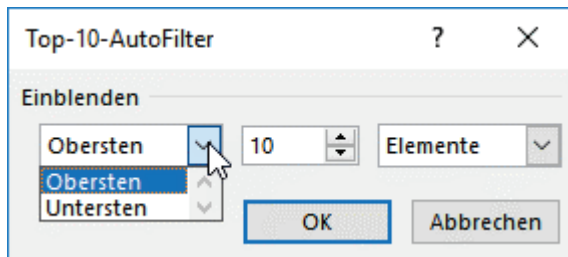 Top-10-AutoFilter ?
Einblenden
Obersten 10 Elemente
Obersten
Untersten
OK Abbrechen